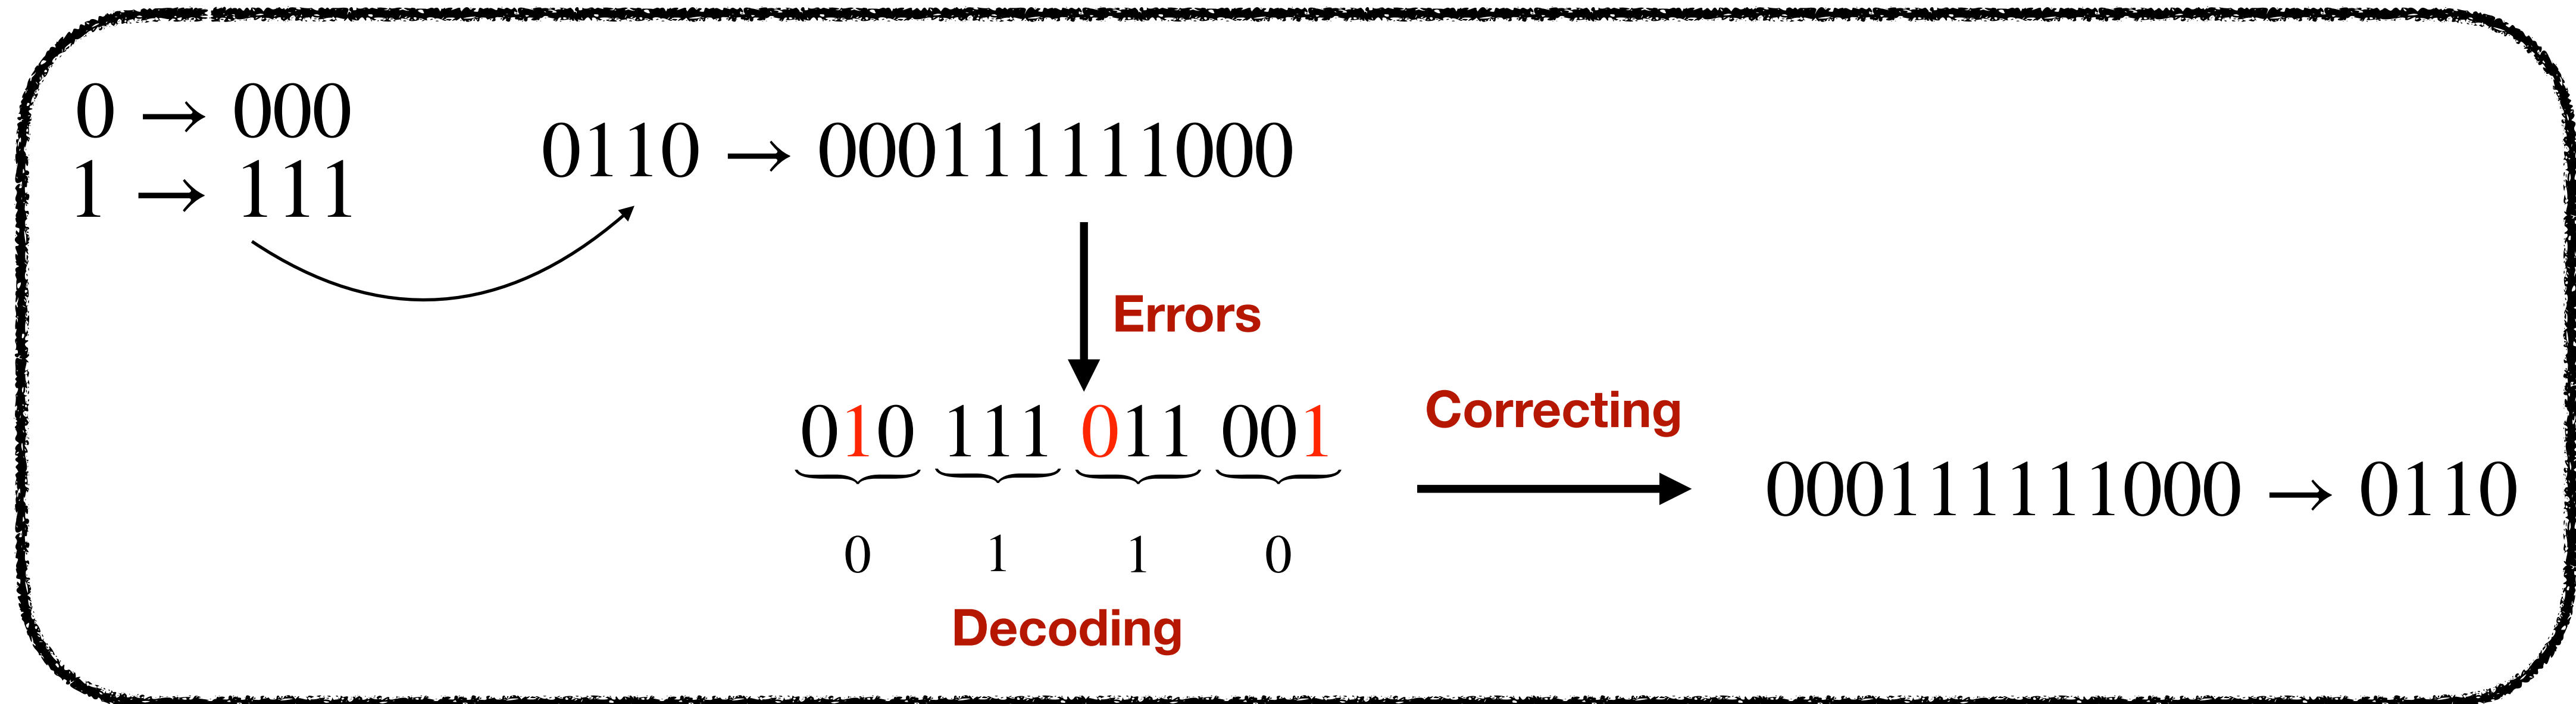 0 → 000
1 → 111
0110 → 000111111000
Errors
010 111 011 001
0 1 1 0
Decoding
Correcting
000111111000 → 0110